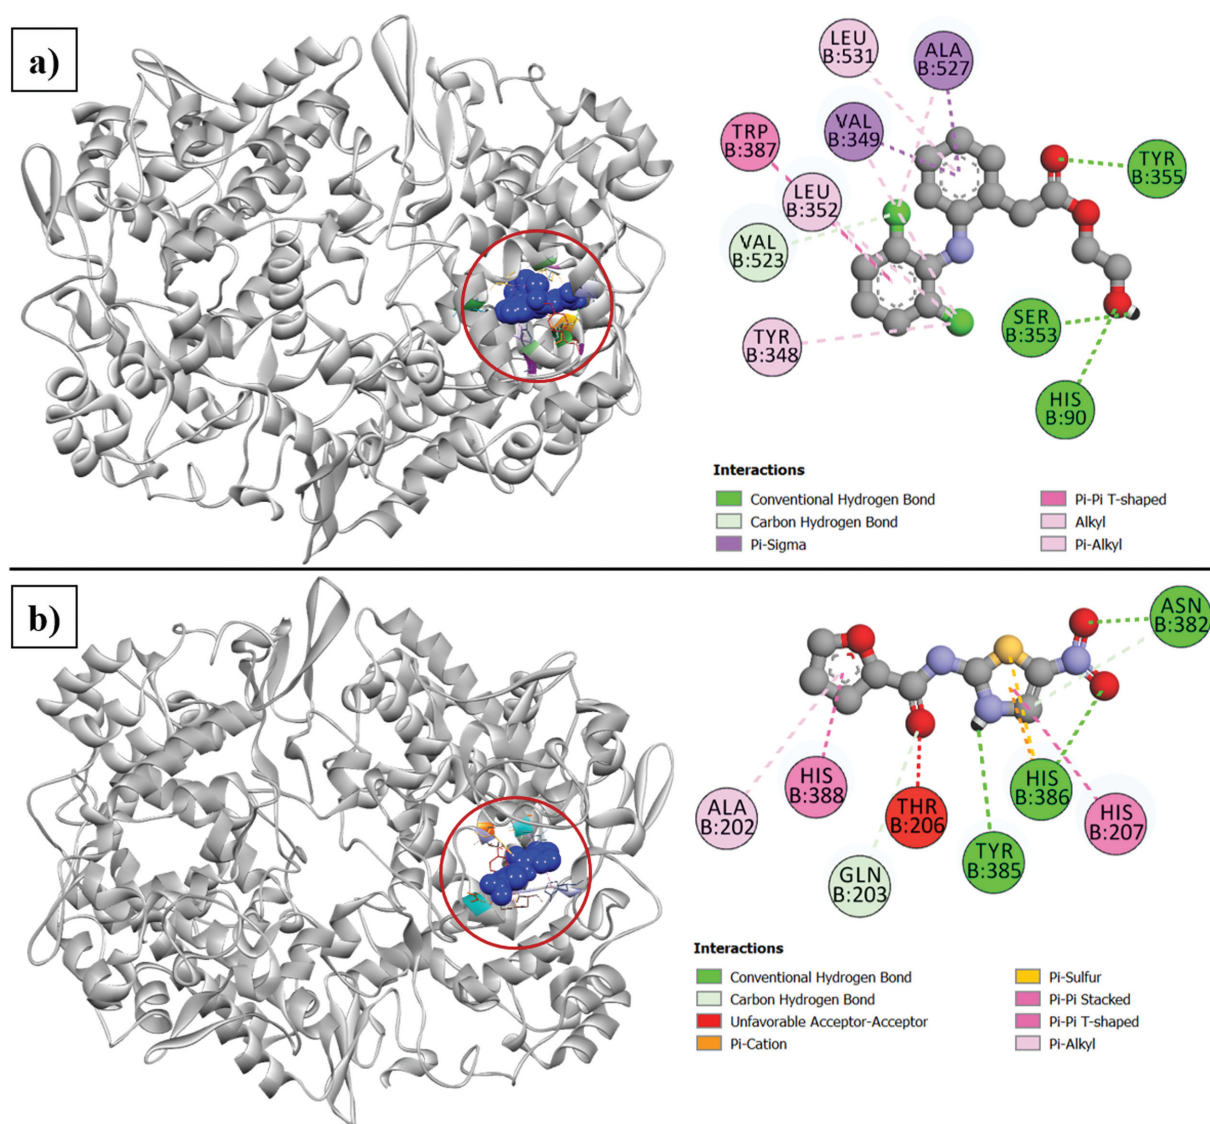 a)
LEU
B:531
ALA
B:527
TRP
B:387
VAL
B:349
TYR
B:355
LEU
B:352
VAL
B:523
SER
B:353
TYR
B:348
HIS
B:90
Interactions
Conventional Hydrogen Bond
Carbon Hydrogen Bond
Pi-Sigma
Pi-Pi T-shaped
Alkyl
Pi-Alkyl
b)
ASN
B:382
HIS
B:388
HIS
B:386
ALA
B:202
THR
B:206
HIS
B:207
TYR
B:385
GLN
B:203
Interactions
Conventional Hydrogen Bond
Carbon Hydrogen Bond
Unfavorable Acceptor-Acceptor
Pi-Cation
Pi-Sulfur
Pi-Pi Stacked
Pi-Pi T-shaped
Pi-Alkyl